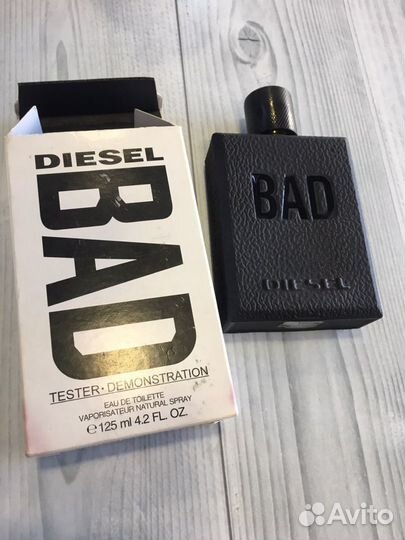 DIESEL
BAD
TESTER·DEMONSTRATION
EAU DE TOILETTE
VAPORISATEUR NATURAL SPRAY
℮ 125 ml 4.2 FL. OZ.
BAD
DIESEL
Avito